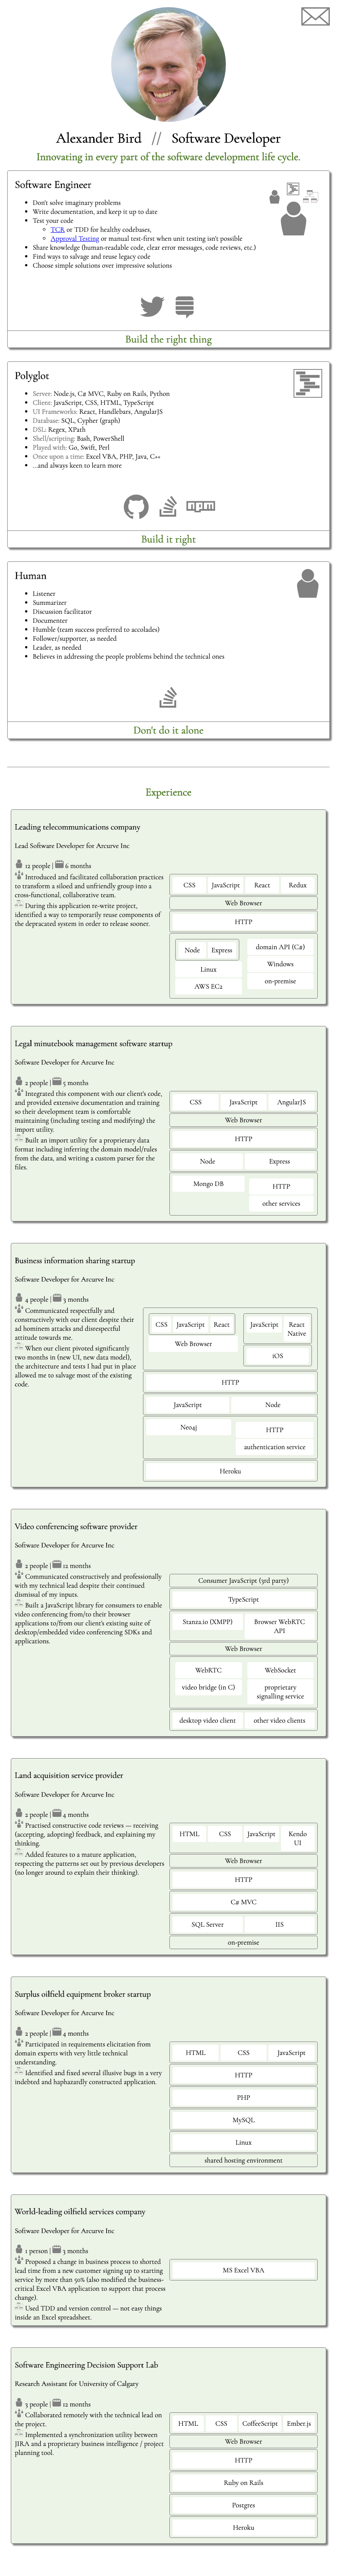 Alexander Bird // Software Developer
Innovating in every part of the software development life cycle.
Software Engineer
Don't solve imaginary problems
Write documentation, and keep it up to date
Test your code
TCR or TDD for healthy codebases,
Approval Testing or manual test-first when unit testing isn't possible
Share knowledge (human-readable code, clear error messages, code reviews, etc.)
Find ways to salvage and reuse legacy code
Choose simple solutions over impressive solutions
Build the right thing
Polyglot
Server: Node.js, C# MVC, Ruby on Rails, Python
Client: JavaScript, CSS, HTML, TypeScript
UI Frameworks: React, Handlebars, AngularJS
Database: SQL, Cypher (graph)
DSL: Regex, XPath
Shell/scripting: Bash, PowerShell
Played with: Go, Swift, Perl
Once upon a time: Excel VBA, PHP, Java, C++
...and always keen to learn more
Build it right
Human
Listener
Summarizer
Discussion facilitator
Documenter
Humble (team success preferred to accolades)
Follower/supporter, as needed
Leader, as needed
Believes in addressing the people problems behind the technical ones
Don't do it alone
Experience
Leading telecommunications company
Lead Software Developer for Arcurve Inc
12 people | 6 months
Introduced and facilitated collaboration practices
to transform a siloed and unfriendly group into a
cross-functional, collaborative team.
During this application re-write project,
identified a way to temporarily reuse components of
the depracated system in order to release sooner.
CSS JavaScript React Redux
Web Browser
HTTP
Node Express
Linux
AWS EC2
domain API (C#)
Windows
on-premise
Legal minutebook management software startup
Software Developer for Arcurve Inc
2 people | 5 months
Integrated this component with our client's code,
and provided extensive documentation and training
so their development team is comfortable
maintaining (including testing and modifying) the
import utility.
Built an import utility for a proprietary data
format including inferring the domain model/rules
from the data, and writing a custom parser for the
files.
CSS JavaScript AngularJS
Web Browser
HTTP
Node Express
Mongo DB
HTTP
other services
Business information sharing startup
Software Developer for Arcurve Inc
4 people | 3 months
Communicated respectfully and
constructively with our client despite their
ad hominem attacks and disrespectful
attitude towards me.
When our client pivoted significantly
two months in (new UI, new data model),
the architecture and tests I had put in place
allowed me to salvage most of the existing
code.
CSS JavaScript React
Web Browser
JavaScript React
Native
iOS
HTTP
JavaScript Node
Neo4j
HTTP
authentication service
Heroku
Video conferencing software provider
Software Developer for Arcurve Inc
2 people | 12 months
Communicated constructively and professionally
with my technical lead despite their continued
dismissal of my inputs.
Built a JavaScript library for consumers to enable
video conferencing from/to their browser
applications to/from our client's existing suite of
desktop/embedded video conferencing SDKs and
applications.
Consumer JavaScript (3rd party)
TypeScript
Stanza.io (XMPP) Browser WebRTC
API
Web Browser
WebRTC
video bridge (in C)
WebSocket
proprietary
signalling service
desktop video client other video clients
Land acquisition service provider
Software Developer for Arcurve Inc
2 people | 4 months
Practised constructive code reviews — receiving
(accepting, adopting) feedback, and explaining my
thinking.
Added features to a mature application,
respecting the patterns set out by previous developers
(no longer around to explain their thinking).
HTML CSS JavaScript Kendo
UI
Web Browser
HTTP
C# MVC
SQL Server IIS
on-premise
Surplus oilfield equipment broker startup
Software Developer for Arcurve Inc
2 people | 4 months
Participated in requirements elicitation from
domain experts with very little technical
understanding.
Identified and fixed several illusive bugs in a very
indebted and haphazardly constructed application.
HTML CSS JavaScript
HTTP
PHP
MySQL
Linux
shared hosting environment
World-leading oilfield services company
Software Developer for Arcurve Inc
1 person | 3 months
Proposed a change in business process to shorted
lead time from a new customer signing up to starting
service by more than 50% (also modified the business-
critical Excel VBA application to support that process
change).
Used TDD and version control — not easy things
inside an Excel spreadsheet.
MS Excel VBA
Software Engineering Decision Support Lab
Research Assistant for University of Calgary
3 people | 12 months
Collaborated remotely with the technical lead on
the project.
Implemented a synchronization utility between
JIRA and a proprietary business intelligence / project
planning tool.
HTML CSS CoffeeScript Ember.js
Web Browser
HTTP
Ruby on Rails
Postgres
Heroku